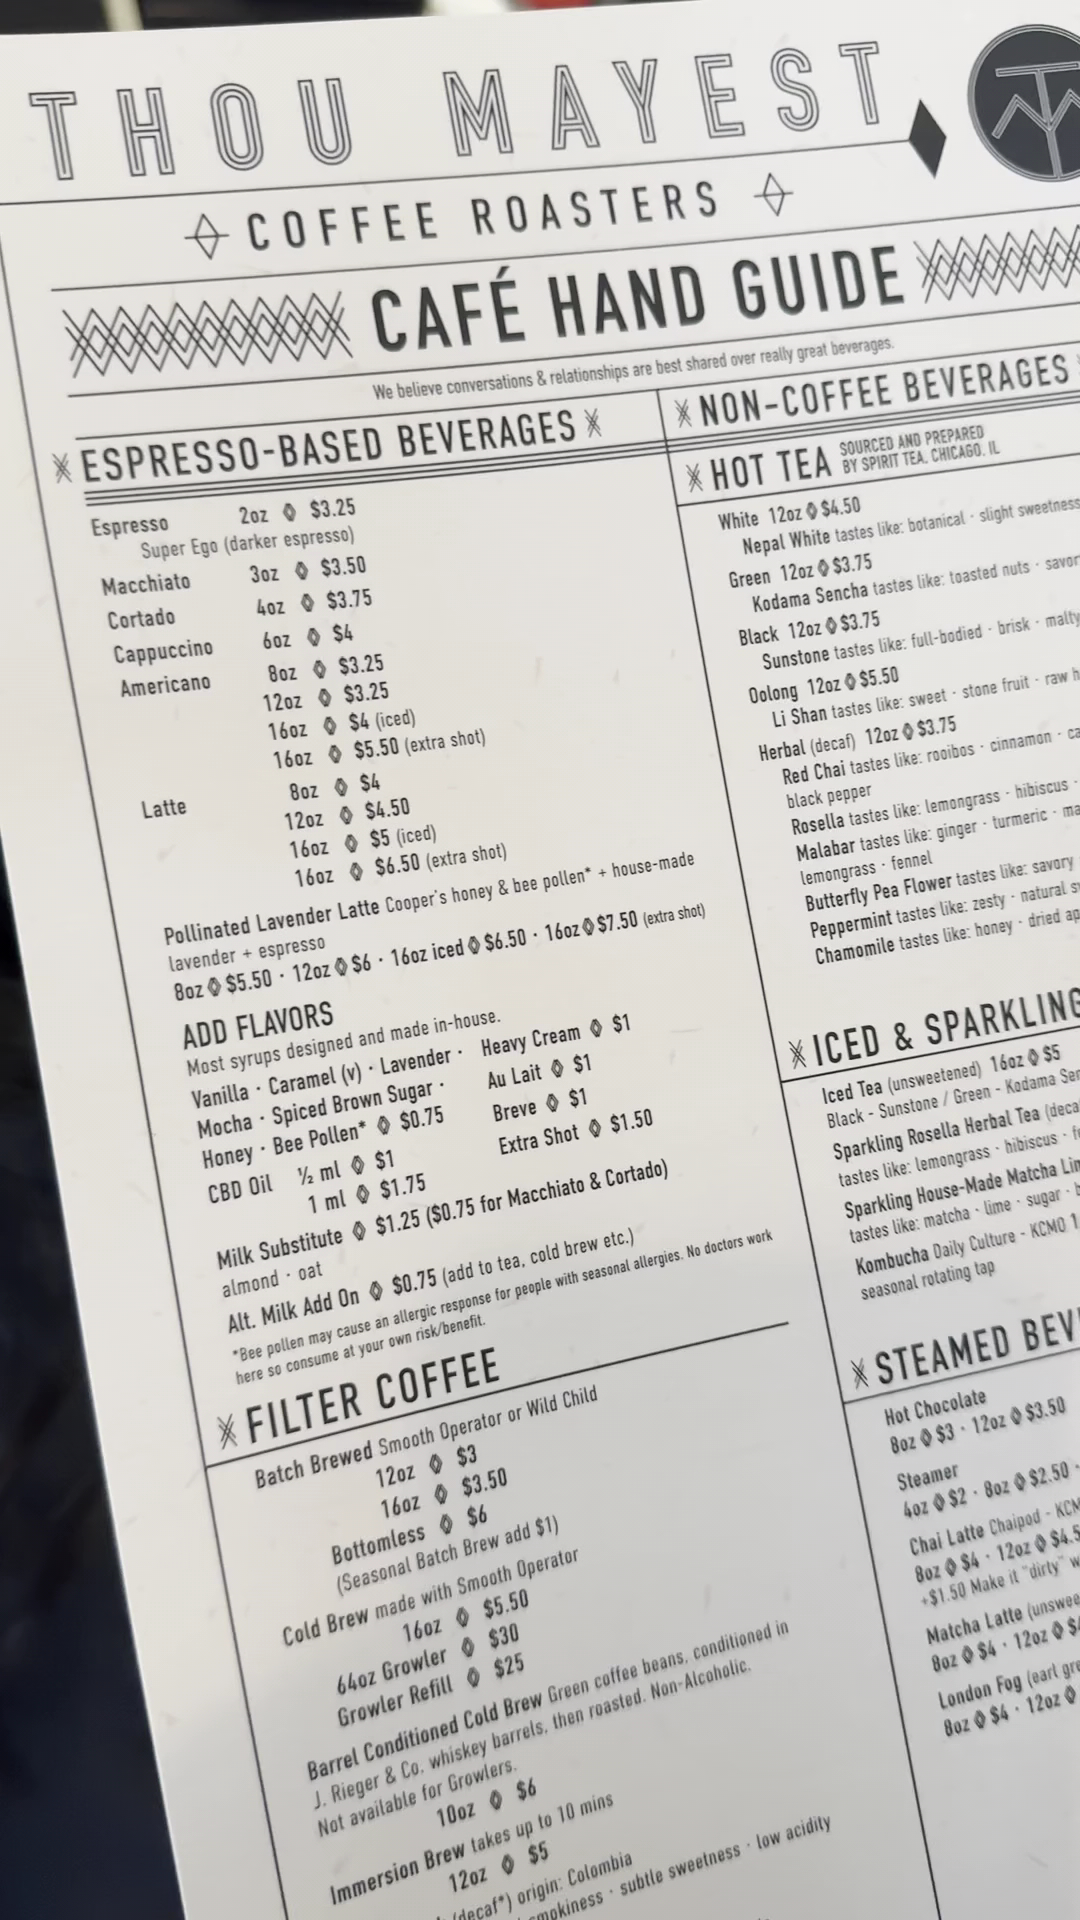 THOU MAYEST
COFFEE ROASTERS
CAFÉ HAND GUIDE
We believe conversations & relationships are best shared over really great beverages.
ESPRESSO-BASED BEVERAGES
Espresso 2oz $3.25
Super Ego (darker espresso)
Macchiato 3oz $3.50
Cortado 4oz $3.75
Cappuccino 6oz $4
Americano 8oz $3.25
12oz $3.25
16oz $4 (iced)
16oz $5.50 (extra shot)
Latte 8oz $4
12oz $4.50
16oz $5 (iced)
16oz $6.50 (extra shot)
Pollinated Lavender Latte Cooper's honey & bee pollen* + house-made
lavender + espresso
8oz $5.50 · 12oz $6 · 16oz iced $6.50 · 16oz $7.50 (extra shot)
ADD FLAVORS
Most syrups designed and made in-house.
Vanilla · Caramel (v) · Lavender ·
Mocha · Spiced Brown Sugar ·
Honey · Bee Pollen* $0.75
CBD Oil ½ ml $1
1 ml $1.75
Heavy Cream $1
Au Lait $1
Breve $1
Extra Shot $1.50
Milk Substitute $1.25 ($0.75 for Macchiato & Cortado)
almond · oat
Alt. Milk Add On $0.75 (add to tea, cold brew etc.)
*Bee pollen may cause an allergic response for people with seasonal allergies. No doctors work
here so consume at your own risk/benefit.
FILTER COFFEE
Batch Brewed Smooth Operator or Wild Child
12oz $3
16oz $3.50
Bottomless $6
(Seasonal Batch Brew add $1)
Cold Brew made with Smooth Operator
16oz $5.50
64oz Growler $30
Growler Refill $25
Barrel Conditioned Cold Brew Green coffee beans, conditioned in
J. Rieger & Co. whiskey barrels, then roasted. Non-Alcoholic.
Not available for Growlers.
10oz $6
Immersion Brew takes up to 10 mins
12oz $5
(decaf*) origin: Colombia
smokiness · subtle sweetness · low acidity
NON-COFFEE BEVERAGES
HOT TEA SOURCED AND PREPARED
BY SPIRIT TEA, CHICAGO, IL
White 12oz $4.50
Nepal White tastes like: botanical · slight sweetness
Green 12oz $3.75
Kodama Sencha tastes like: toasted nuts ·
Black 12oz $3.75
Sunstone tastes like: full-bodied · brisk · malty
Oolong 12oz $5.50
Li Shan tastes like: sweet · stone fruit · raw
Herbal (decaf) 12oz $3.75
Red Chai tastes like: rooibos · cinnamon ·
black pepper
Rosella tastes like: lemongrass · hibiscus ·
Malabar tastes like: ginger · turmeric ·
lemongrass · fennel
Butterfly Pea Flower tastes like: savory
Peppermint tastes like: zesty · natural
Chamomile tastes like: honey · dried
ICED & SPARKLING
Iced Tea (unsweetened) 16oz $5
Black - Sunstone / Green - Kodama
Sparkling Rosella Herbal Tea
tastes like: lemongrass · hibiscus ·
Sparkling House-Made Matcha
tastes like: matcha · lime · sugar ·
Kombucha Daily Culture - KCMO
seasonal rotating tap
STEAMED
Hot Chocolate
8oz $3 · 12oz $3.50
Steamer
4oz $2 · 8oz $2.50 ·
Chai Latte Chaipod -
8oz $4 · 12oz
+$1.50 Make it "dirty"
Matcha Latte
8oz $4 · 12oz
London Fog (earl
8oz $4 · 12oz